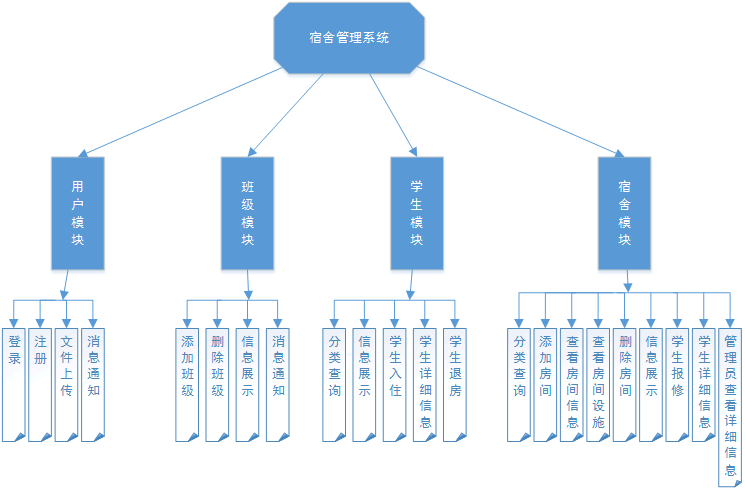 宿舍管理系统
用户模块
班级模块
学生模块
宿舍模块
登录
注册
文件上传
消息通知
添加班级
删除班级
信息展示
消息通知
分类查询
信息展示
学生入住
学生详细信息
学生退房
分类查询
添加房间
查看房间信息
查看房间设施
删除房间
信息展示
学生报修
学生详细信息
管理员查看详细信息